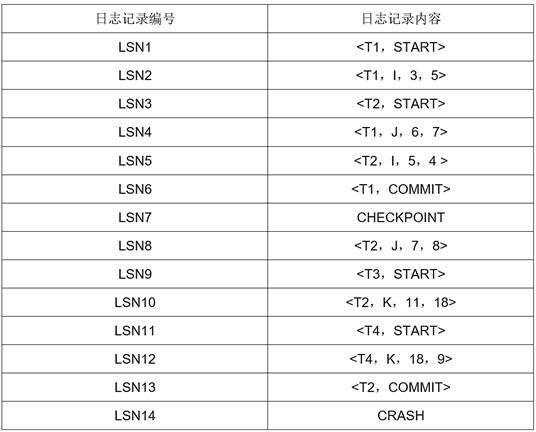 日志记录编号 日志记录内容
LSN1 <T1，START>
LSN2 <T1，I，3，5>
LSN3 <T2，START>
LSN4 <T1，J，6，7>
LSN5 <T2，I，5，4 >
LSN6 <T1，COMMIT>
LSN7 CHECKPOINT
LSN8 <T2，J，7，8>
LSN9 <T3，START>
LSN10 <T2，K，11，18>
LSN11 <T4，START>
LSN12 <T4，K，18，9>
LSN13 <T2，COMMIT>
LSN14 CRASH